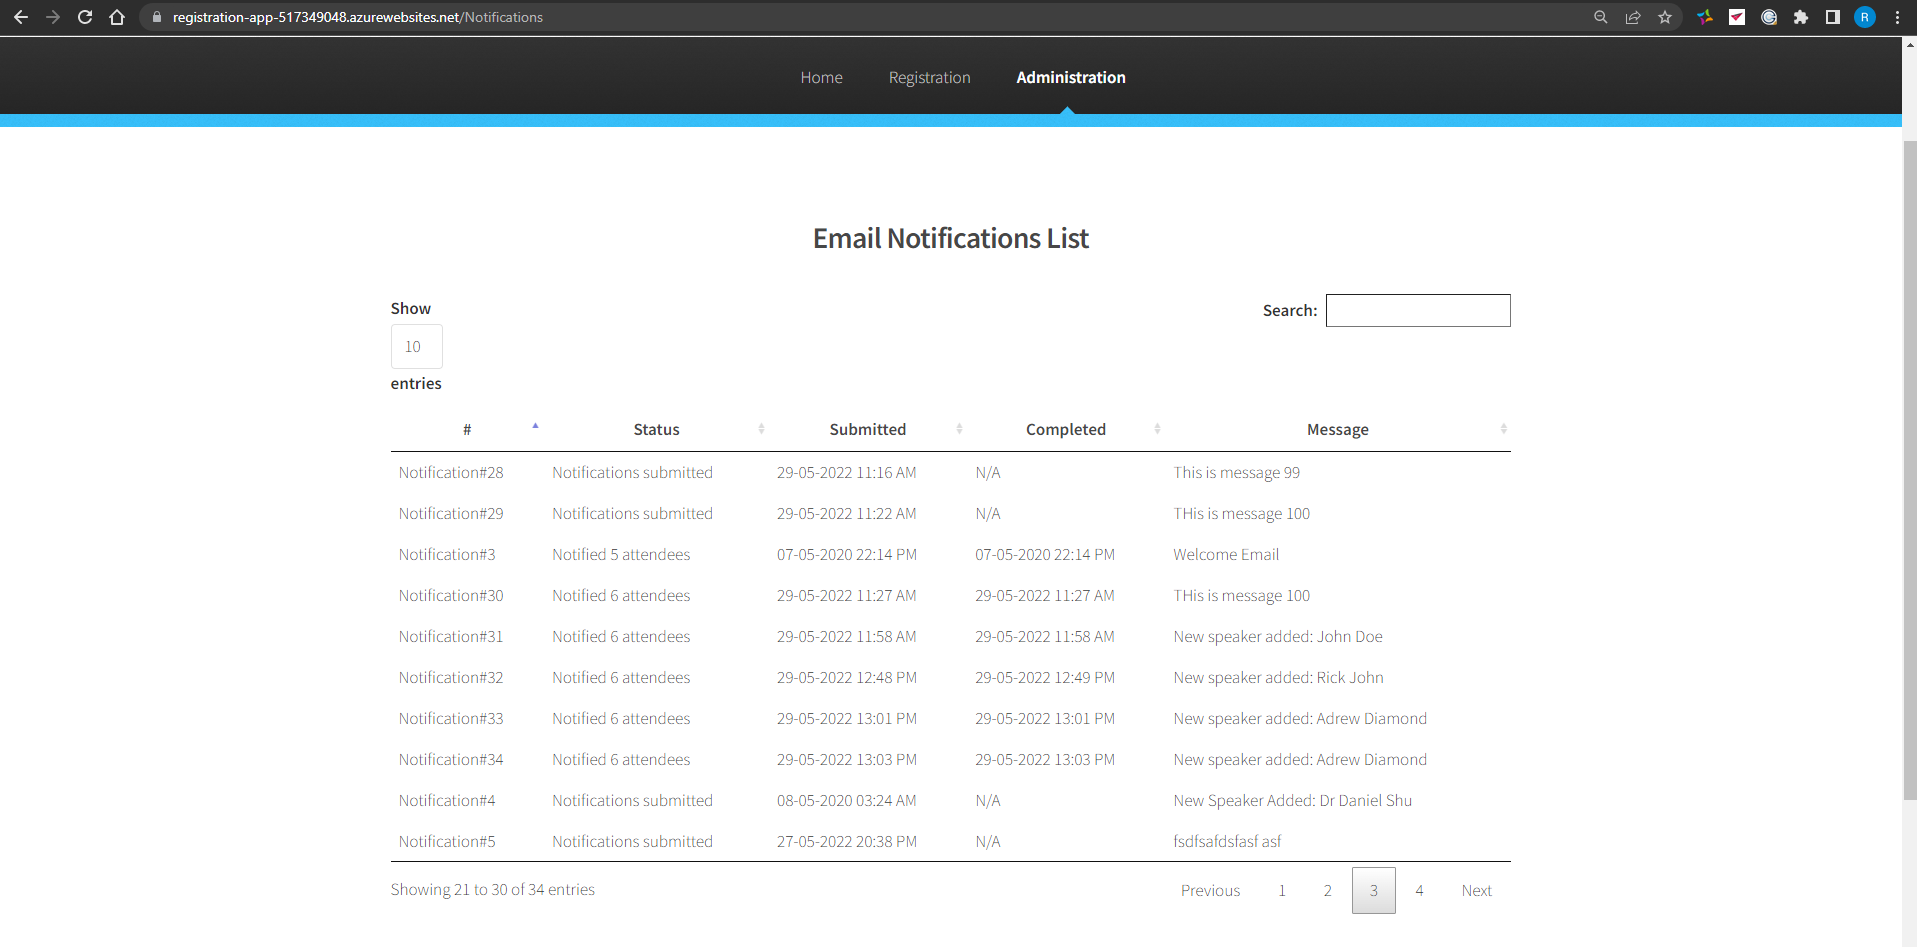 registration-app-517349048.azurewebsites.net/Notifications
R
Home Registration Administration
Email Notifications List
Show
Search:
10
entries
# Status Submitted Completed Message
Notification#28 Notifications submitted 29-05-2022 11:16 AM N/A This is message 99
Notification#29 Notifications submitted 29-05-2022 11:22 AM N/A THis is message 100
Notification#3 Notified 5 attendees 07-05-2020 22:14 PM 07-05-2020 22:14 PM Welcome Email
Notification#30 Notified 6 attendees 29-05-2022 11:27 AM 29-05-2022 11:27 AM THis is message 100
Notification#31 Notified 6 attendees 29-05-2022 11:58 AM 29-05-2022 11:58 AM New speaker added: John Doe
Notification#32 Notified 6 attendees 29-05-2022 12:48 PM 29-05-2022 12:49 PM New speaker added: Rick John
Notification#33 Notified 6 attendees 29-05-2022 13:01 PM 29-05-2022 13:01 PM New speaker added: Adrew Diamond
Notification#34 Notified 6 attendees 29-05-2022 13:03 PM 29-05-2022 13:03 PM New speaker added: Adrew Diamond
Notification#4 Notifications submitted 08-05-2020 03:24 AM N/A New Speaker Added: Dr Daniel Shu
Notification#5 Notifications submitted 27-05-2022 20:38 PM N/A fsdfsafdsfasf asf
Showing 21 to 30 of 34 entries
Previous 1 2 3 4 Next